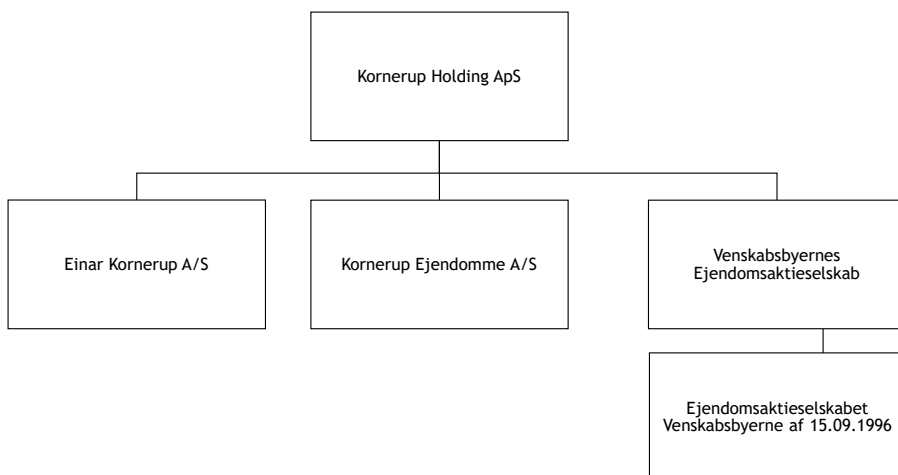 Kornerup Holding ApS
Einar Kornerup A/S
Kornerup Ejendomme A/S
Venskabsbyernes
Ejendomsaktieselskab
Ejendomsaktieselskabet
Venskabsbyerne af 15.09.1996